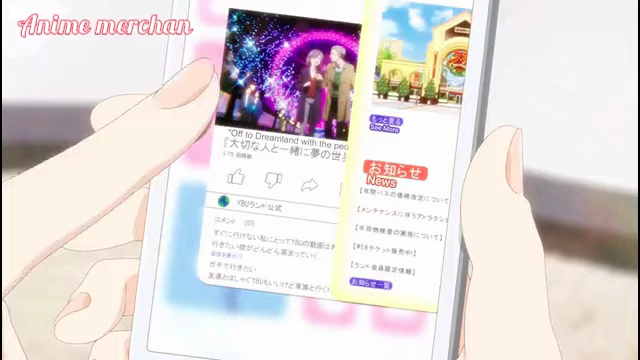 Anime merchan
"Off to Dreamland with the peo
『大切な人と一緒に夢の世界
YBUランド公式
コメント
すぐに行けない私にとってYBUの動画は
行きたい欲がどんどん高まっていく
ガチで行きたい
友達とはしゃぐYBUもいいけど家族と行く
もっと見る
See More
お知らせ
News
【年間パスの価格改定について
【メンテナンスに伴うアトラクシ
【手荷物検査の実施について】
チケット販売中!】
【ランド会員限定情報】
お知らせ一覧